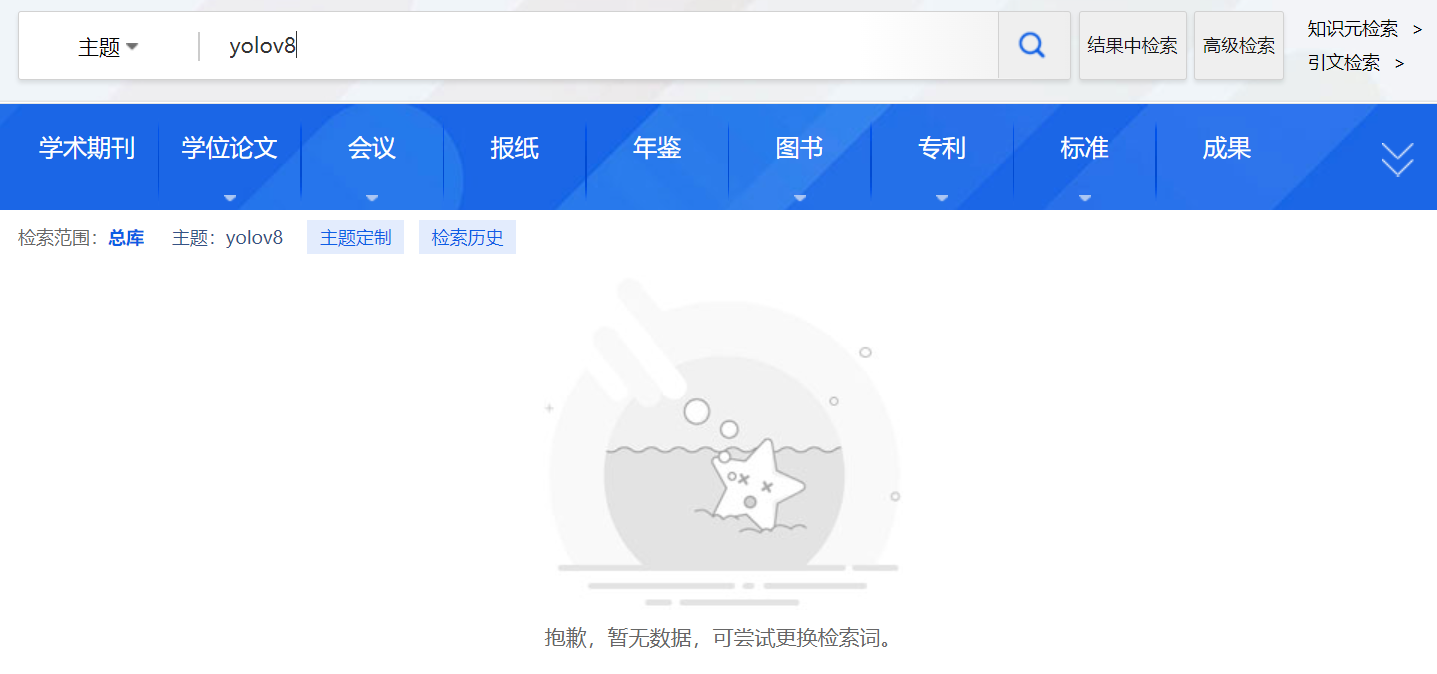 主题 yolov8 结果中检索 高级检索 知识元检索 >
引文检索 >
学术期刊 学位论文 会议 报纸 年鉴 图书 专利 标准 成果
检索范围：总库 主题：yolov8 主题定制 检索历史
抱歉，暂无数据，可尝试更换检索词。